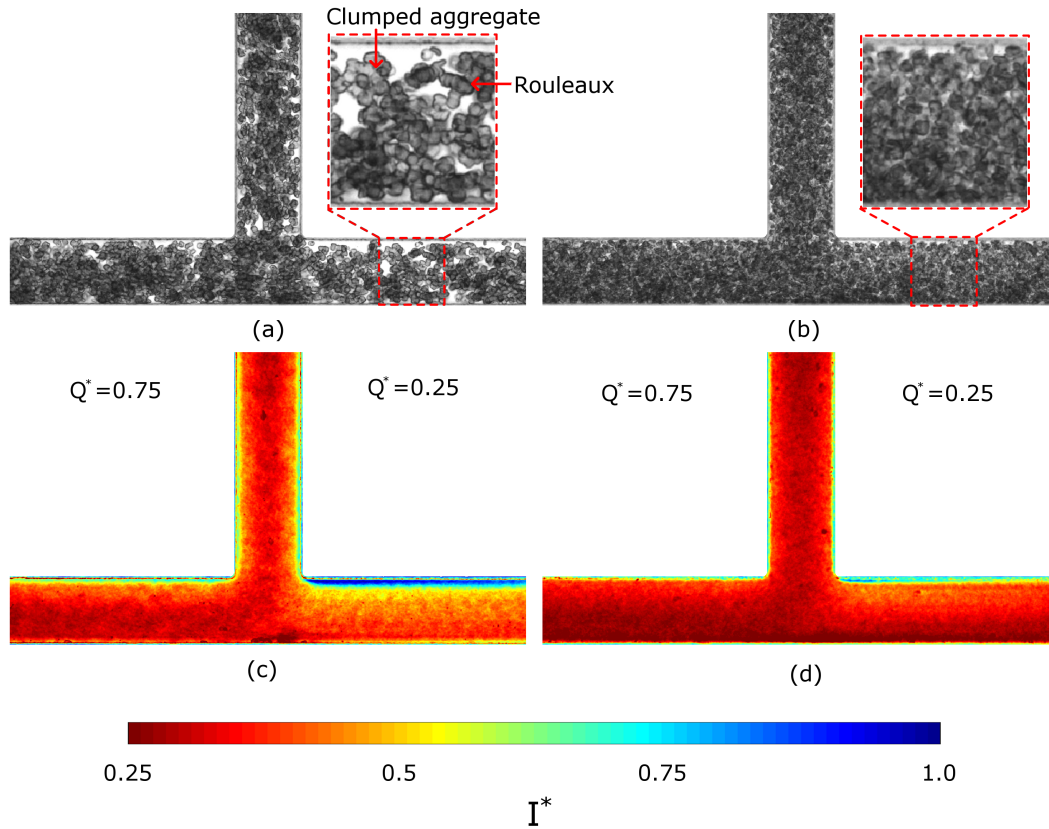 Clumped aggregate
Rouleaux
(a)
(b)
Q*=0.75
Q*=0.25
Q*=0.75
Q*=0.25
(c)
(d)
0.25
0.5
0.75
1.0
I*